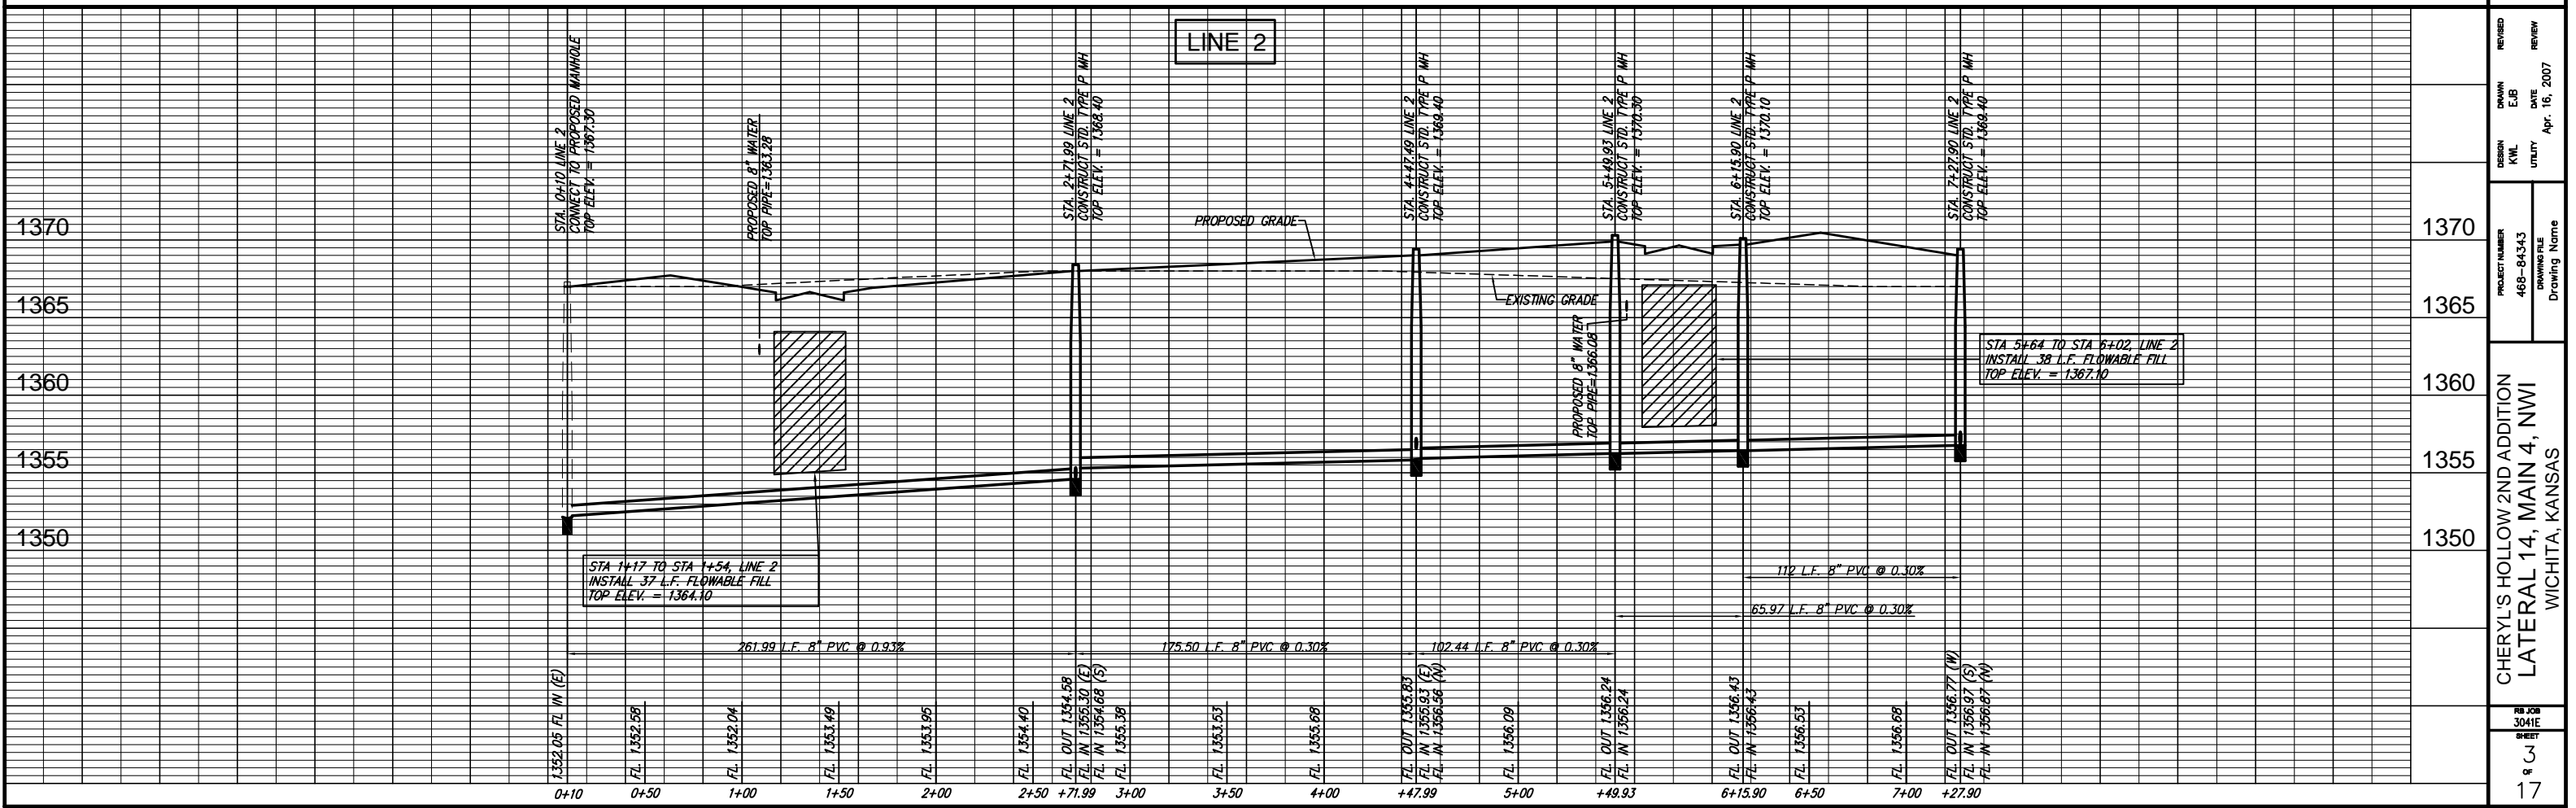 LINE 2
STA. 0+10 LINE 2
CONNECT TO PROPOSED MANHOLE
TOP ELEV. = 1367.30
PROPOSED 8" WATER
TOP PIPE=1363.28
STA. 2+71.99 LINE 2
CONSTRUCT STD. TYPE P MH
TOP ELEV. = 1368.40
STA. 4+47.49 LINE 2
CONSTRUCT STD. TYPE P MH
TOP ELEV. = 1369.40
STA. 5+49.93 LINE 2
CONSTRUCT STD. TYPE P MH
TOP ELEV. = 1370.30
STA. 6+15.90 LINE 2
CONSTRUCT STD. TYPE P MH
TOP ELEV. = 1370.10
STA. 7+27.90 LINE 2
CONSTRUCT STD. TYPE P MH
TOP ELEV. = 1369.40
PROPOSED GRADE
EXISTING GRADE
PROPOSED 8" WATER
TOP PIPE=1366.08
1370
1365
1360
1355
1350
1370
1365
1360
1355
1350
STA 5+64 TO STA 6+02, LINE 2
INSTALL 38 L.F. FLOWABLE FILL
TOP ELEV. = 1367.10
STA 1+17 TO STA 1+54, LINE 2
INSTALL 37 L.F. FLOWABLE FILL
TOP ELEV. = 1364.10
112 L.F. 8" PVC @ 0.30%
65.97 L.F. 8" PVC @ 0.30%
261.99 L.F. 8" PVC @ 0.93%
175.50 L.F. 8" PVC @ 0.30%
102.44 L.F. 8" PVC @ 0.30%
1352.05 FL IN (E)
FL. 1352.58
FL. 1352.04
FL. 1353.49
FL. 1353.95
FL. 1354.40
FL. OUT 1354.58
FL. IN 1355.30 (E)
FL. IN 1354.68 (S)
FL. 1355.38
FL. 1353.53
FL. 1355.68
FL. OUT 1355.83
FL. IN 1355.93 (E)
FL. IN 1356.56 (N)
FL. 1356.09
FL. OUT 1356.24
FL. IN 1356.24
FL. OUT 1356.43
FL. IN 1356.43
FL. 1356.53
FL. 1356.68
FL. OUT 1356.77 (W)
FL. IN 1356.97 (S)
FL. IN 1356.87 (N)
0+10 0+50 1+00 1+50 2+00 2+50 +71.99 3+00 3+50 4+00 +47.99 5+00 +49.93 6+15.90 6+50 7+00 +27.90
DESIGN DRAWN REVISED
KWL EJB
UTILITY DATE REVIEW
Apr. 16, 2007
PROJECT NUMBER
468-84343
DRAWING FILE
Drawing Name
CHERYL'S HOLLOW 2ND ADDITION
LATERAL 14, MAIN 4, NWI
WICHITA, KANSAS
RB JOB
3041E
SHEET
3
OF
17